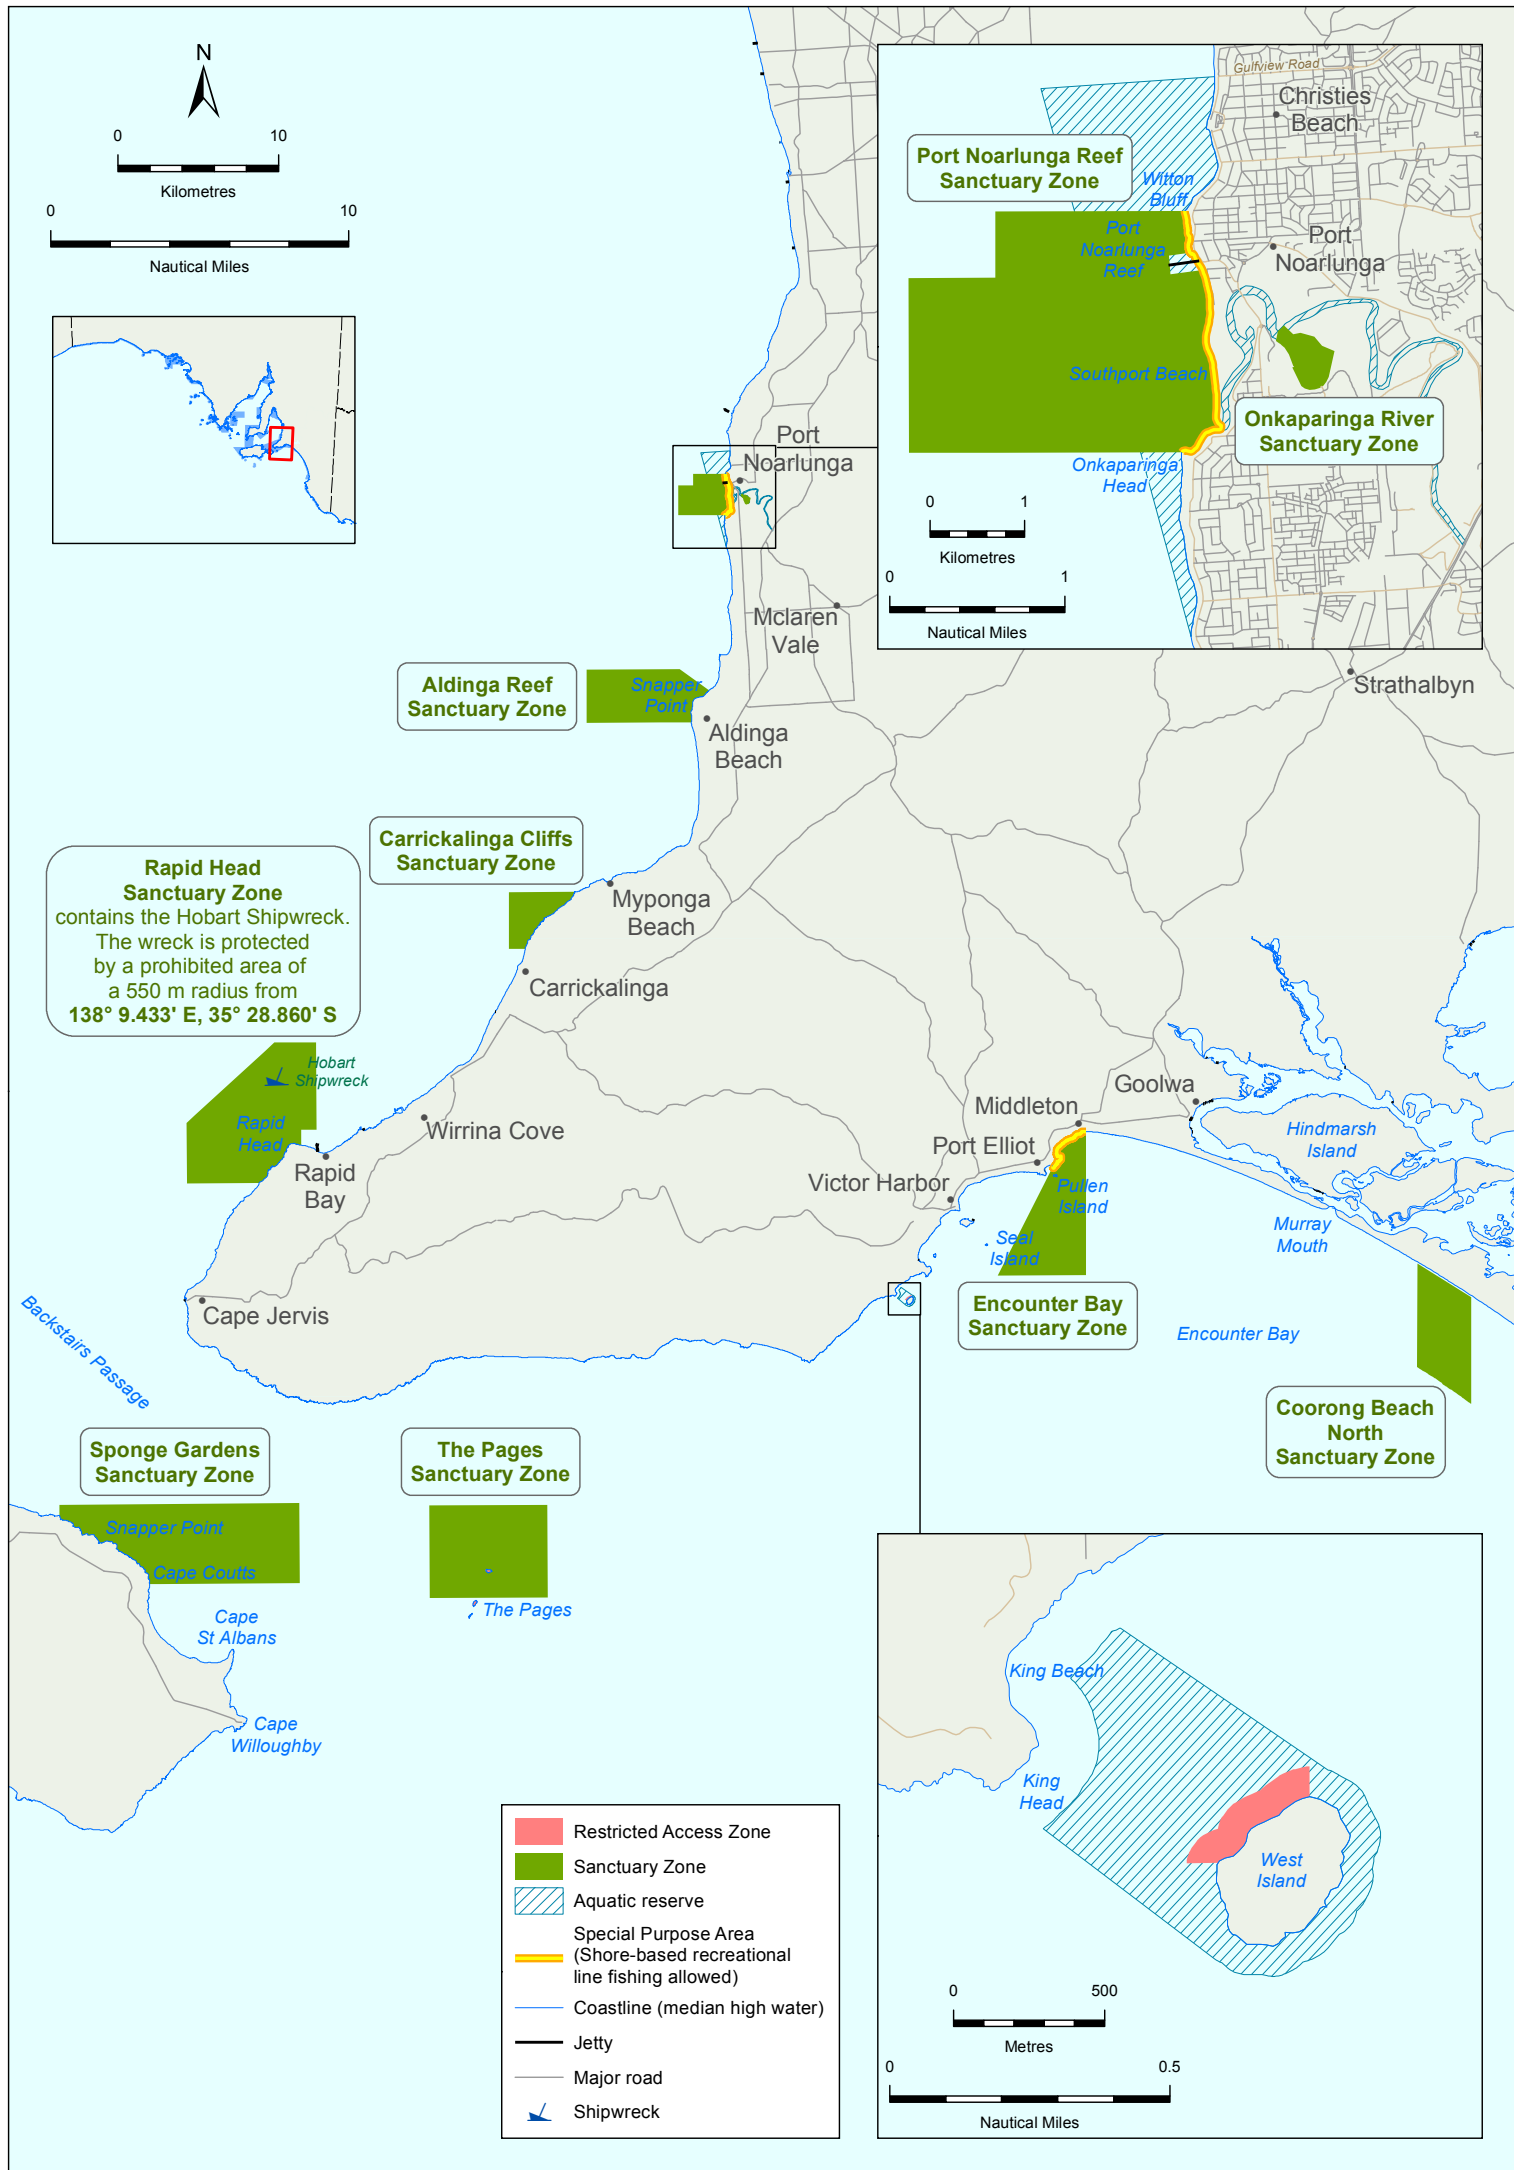 N
0 10
Kilometres
0 10
Nautical Miles
Gulfview Road
Christies
Beach
Port Noarlunga Reef
Sanctuary Zone
Witton
Bluff
Port
Noarlunga
Reef
Port
Noarlunga
Southport Beach
Onkaparinga River
Sanctuary Zone
Onkaparinga
Head
0 1
Kilometres
0 1
Nautical Miles
Port
Noarlunga
Mclaren
Vale
Strathalbyn
Aldinga Reef
Sanctuary Zone
Snapper
Point
Aldinga
Beach
Carrickalinga Cliffs
Sanctuary Zone
Myponga
Beach
Carrickalinga
Rapid Head
Sanctuary Zone
contains the Hobart Shipwreck.
The wreck is protected
by a prohibited area of
a 550 m radius from
138° 9.433' E, 35° 28.860' S
Hobart
Shipwreck
Rapid
Head
Rapid
Bay
Wirrina Cove
Goolwa
Middleton
Port Elliot
Victor Harbor
Hindmarsh
Island
Pullen
Island
Seal
Island
Murray
Mouth
Cape Jervis
Backstairs Passage
Encounter Bay
Sanctuary Zone
Encounter Bay
Coorong Beach
North
Sanctuary Zone
Sponge Gardens
Sanctuary Zone
The Pages
Sanctuary Zone
Snapper Point
Cape Coutts
The Pages
Cape
St Albans
Cape
Willoughby
King Beach
King
Head
West
Island
0 500
Metres
0 0.5
Nautical Miles
Restricted Access Zone
Sanctuary Zone
Aquatic reserve
Special Purpose Area
(Shore-based recreational
line fishing allowed)
Coastline (median high water)
Jetty
Major road
Shipwreck